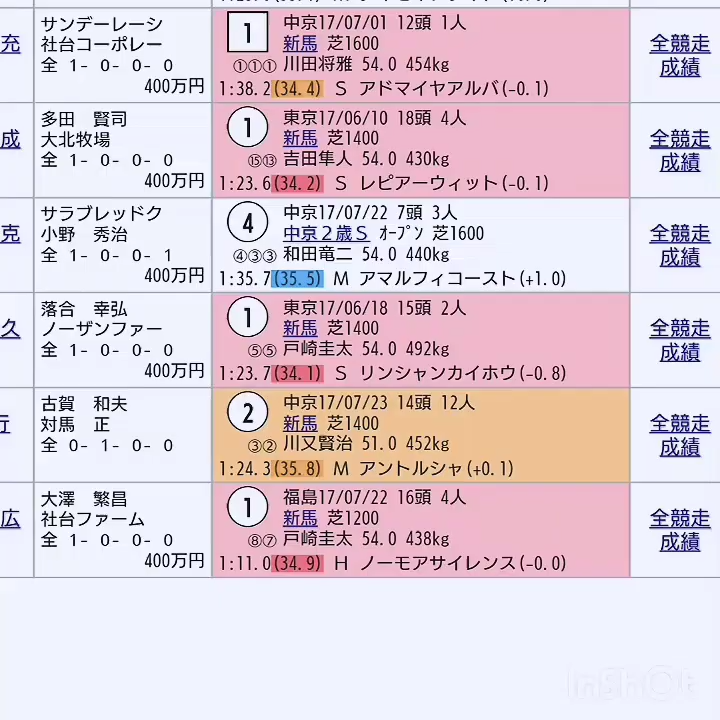 充
サンデーレーシ
社台コーポレー
全 1- 0- 0- 0
400万円
1
中京17/07/01 12頭 1人
新馬 芝1600
①①① 川田将雅 54.0 454kg
1:38.2(34.4) S アドマイヤアルバ(-0.1)
全競走
成績
成
多田 賢司
大北牧場
全 1- 0- 0- 0
400万円
1
東京17/06/10 18頭 4人
新馬 芝1400
⑮⑬ 吉田隼人 54.0 430kg
1:23.6(34.2) S レピアーウィット(-0.1)
全競走
成績
克
サラブレッドク
小野 秀治
全 1- 0- 0- 1
400万円
4
中京17/07/22 7頭 3人
中京２歳Ｓ ｵｰﾌﾟﾝ 芝1600
④③③ 和田竜二 54.0 440kg
1:35.7(35.5) M アマルフィコースト(+1.0)
全競走
成績
久
落合 幸弘
ノーザンファー
全 1- 0- 0- 0
400万円
1
東京17/06/18 15頭 2人
新馬 芝1400
⑤⑤ 戸崎圭太 54.0 492kg
1:23.7(34.1) S リンシャンカイホウ(-0.8)
全競走
成績
行
古賀 和夫
対馬 正
全 0- 1- 0- 0
2
中京17/07/23 14頭 12人
新馬 芝1400
③② 川又賢治 51.0 452kg
1:24.3(35.8) M アントルシャ(+0.1)
全競走
成績
広
大澤 繁昌
社台ファーム
全 1- 0- 0- 0
400万円
1
福島17/07/22 16頭 4人
新馬 芝1200
⑧⑦ 戸崎圭太 54.0 438kg
1:11.0(34.9) H ノーモアサイレンス(-0.0)
全競走
成績
InShOt